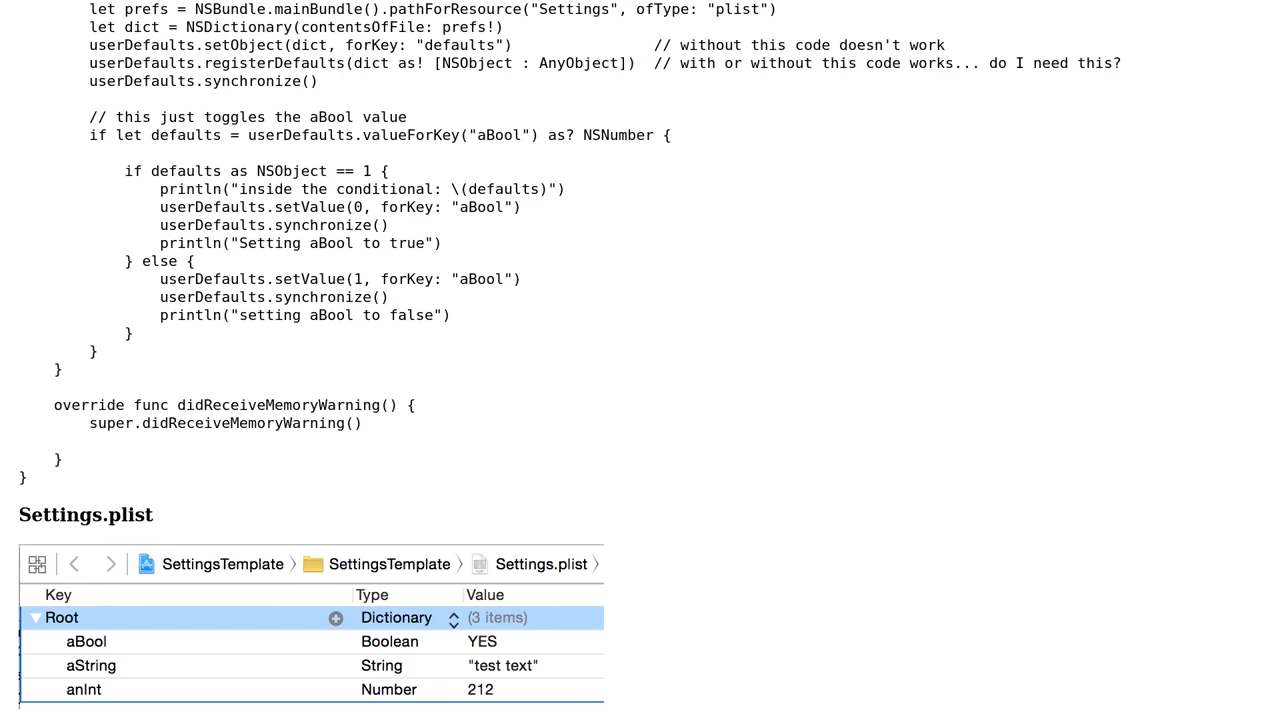 let prefs = NSBundle.mainBundle().pathForResource("Settings", ofType: "plist")
let dict = NSDictionary(contentsOfFile: prefs!)
userDefaults.setObject(dict, forKey: "defaults")                // without this code doesn't work
userDefaults.registerDefaults(dict as! [NSObject : AnyObject])  // with or without this code works... do I need this?
userDefaults.synchronize()
// this just toggles the aBool value
if let defaults = userDefaults.valueForKey("aBool") as? NSNumber {
if defaults as NSObject == 1 {
println("inside the conditional: \(defaults)")
userDefaults.setValue(0, forKey: "aBool")
userDefaults.synchronize()
println("Setting aBool to true")
} else {
userDefaults.setValue(1, forKey: "aBool")
userDefaults.synchronize()
println("setting aBool to false")
}
}
}
override func didReceiveMemoryWarning() {
super.didReceiveMemoryWarning()
}
}
Settings.plist
SettingsTemplate SettingsTemplate Settings.plist
Key Type Value
Root Dictionary (3 items)
aBool Boolean YES
aString String "test text"
anInt Number 212